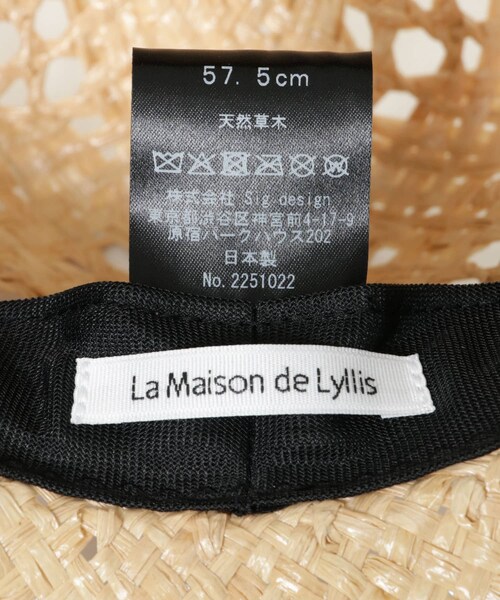 57. 5cm
天然草木
株式会社 Sig design
東京都渋谷区神宮前4-17-9
原宿パークハウス202
日本製
No. 2251022
La Maison de Lyllis